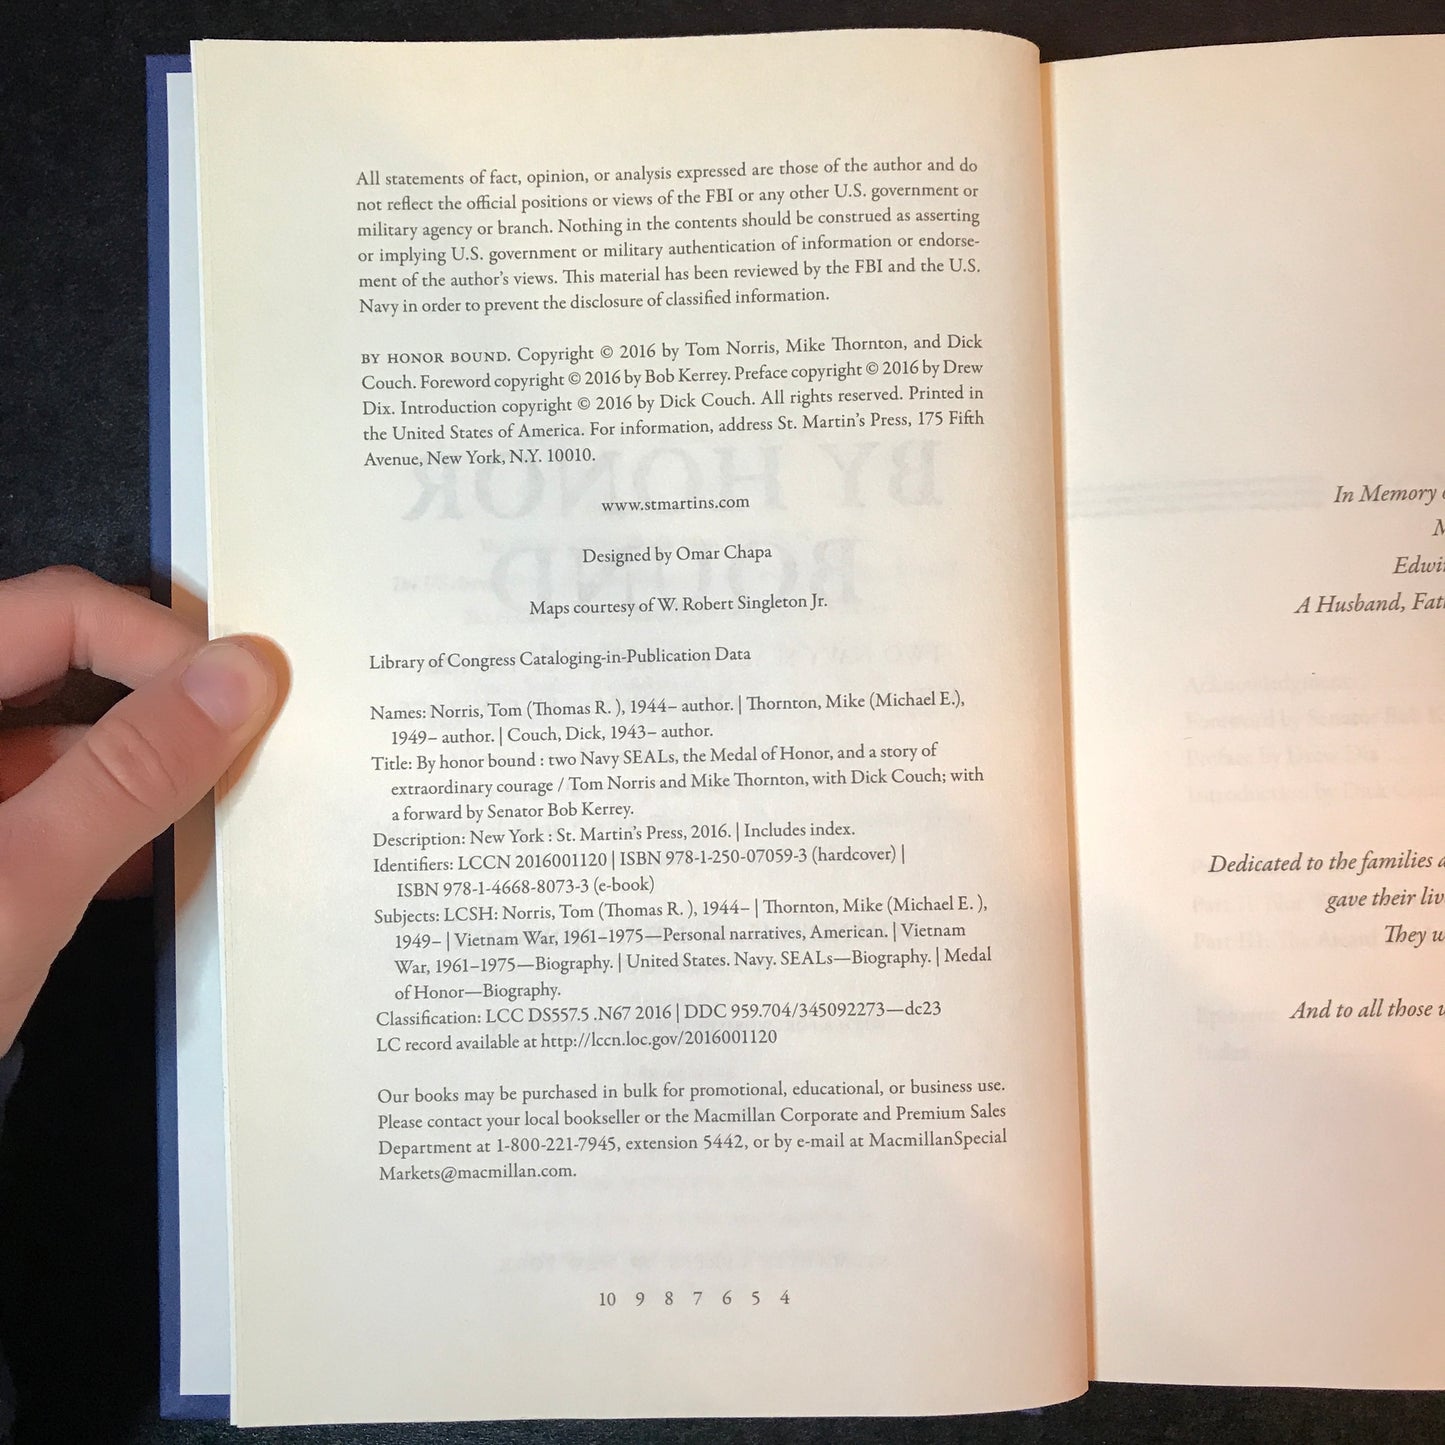 All statements of fact, opinion, or analysis expressed are those of the author and do
not reflect the official positions or views of the FBI or any other U.S. government or
military agency or branch. Nothing in the contents should be construed as asserting
or implying U.S. government or military authentication of information or endorse-
ment of the author's views. This material has been reviewed by the FBI and the U.S.
Navy in order to prevent the disclosure of classified information.
BY HONOR BOUND. Copyright © 2016 by Tom Norris, Mike Thornton, and Dick
Couch. Foreword copyright © 2016 by Bob Kerrey. Preface copyright © 2016 by Drew
Dix. Introduction copyright © 2016 by Dick Couch. All rights reserved. Printed in
the United States of America. For information, address St. Martin's Press, 175 Fifth
Avenue, New York, N.Y. 10010.
www.stmartins.com
Designed by Omar Chapa
Maps courtesy of W. Robert Singleton Jr.
Library of Congress Cataloging-in-Publication Data
Names: Norris, Tom (Thomas R. ), 1944– author. | Thornton, Mike (Michael E.),
1949– author. | Couch, Dick, 1943– author.
Title: By honor bound : two Navy SEALs, the Medal of Honor, and a story of
extraordinary courage / Tom Norris and Mike Thornton, with Dick Couch; with
a forward by Senator Bob Kerrey.
Description: New York : St. Martin's Press, 2016. | Includes index.
Identifiers: LCCN 2016001120 | ISBN 978-1-250-07059-3 (hardcover) |
ISBN 978-1-4668-8073-3 (e-book)
Subjects: LCSH: Norris, Tom (Thomas R. ), 1944– | Thornton, Mike (Michael E. ),
1949– | Vietnam War, 1961–1975—Personal narratives, American. | Vietnam
War, 1961–1975—Biography. | United States. Navy. SEALs—Biography. | Medal
of Honor—Biography.
Classification: LCC DS557.5 .N67 2016 | DDC 959.704/345092273—dc23
LC record available at http://lccn.loc.gov/2016001120
Our books may be purchased in bulk for promotional, educational, or business use.
Please contact your local bookseller or the Macmillan Corporate and Premium Sales
Department at 1-800-221-7945, extension 5442, or by e-mail at MacmillanSpecial
Markets@macmillan.com.
10 9 8 7 6 5 4
In Memory
Edwi
A Husband, Fat
Dedicated to the families
gave their liv
They w
And to all those